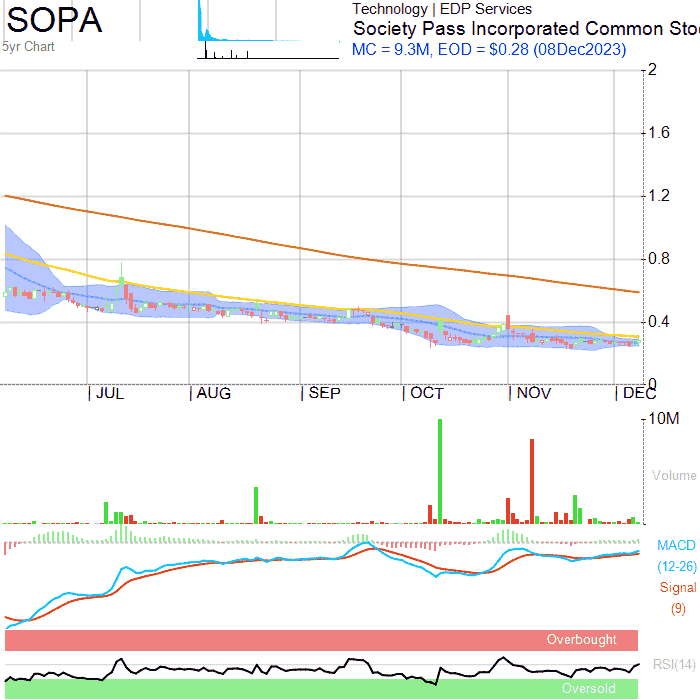 SOPA
5yr Chart
Technology | EDP Services
Society Pass Incorporated Common Sto
MC = 9.3M, EOD = $0.28 (08Dec2023)
2
1.6
1.2
0.8
0.4
0
JUL AUG SEP OCT NOV DEC
10M
Volume
MACD
(12-26)
Signal
(9)
Overbought
RSI(14)
Oversold